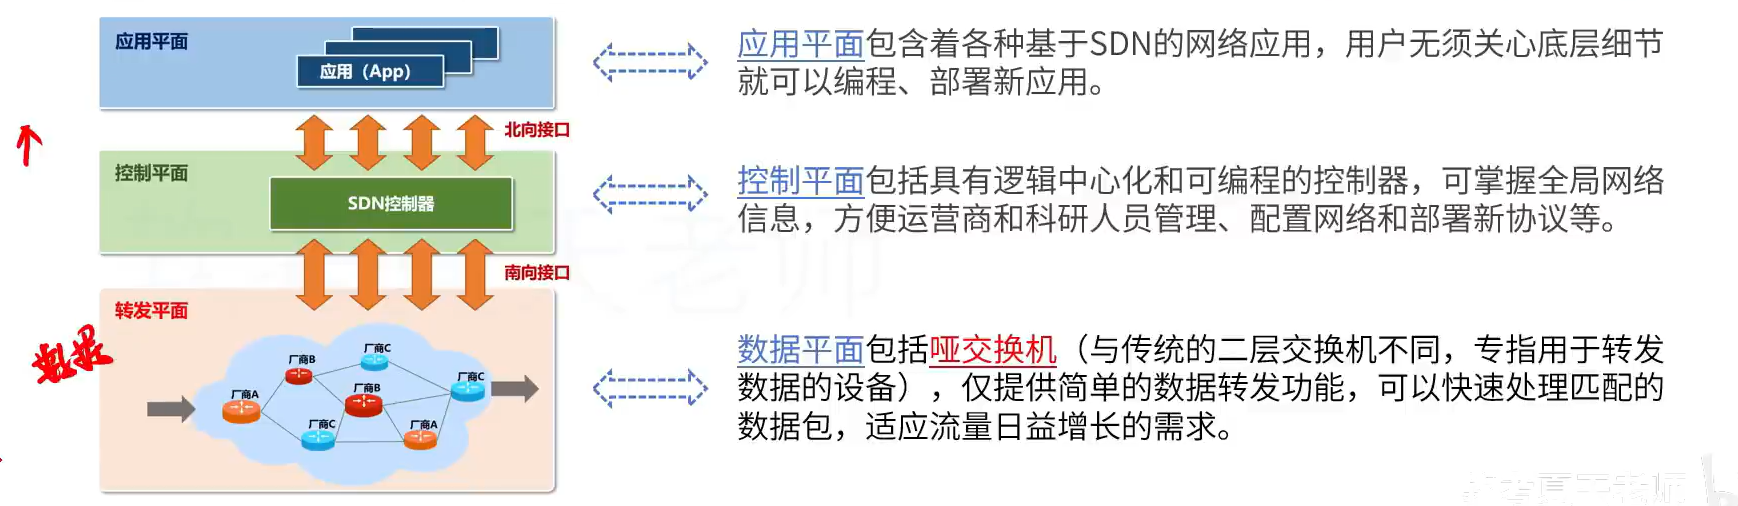 应用平面
应用（App）
应用平面包含着各种基于SDN的网络应用，用户无须关心底层细节
就可以编程、部署新应用。
北向接口
控制平面
SDN控制器
控制平面包括具有逻辑中心化和可编程的控制器，可掌握全局网络
信息，方便运营商和科研人员管理、配置网络和部署新协议等。
南向接口
转发平面
数据
厂商B
厂商C
厂商A
厂商B
厂商C
厂商C
厂商A
数据平面包括哑交换机（与传统的二层交换机不同，专指用于转发
数据的设备），仅提供简单的数据转发功能，可以快速处理匹配的
数据包，适应流量日益增长的需求。